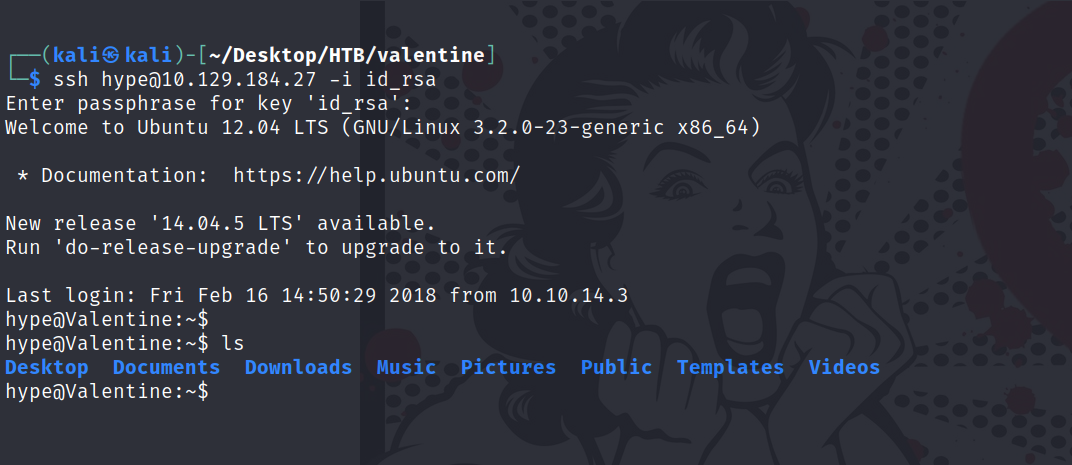 ┌──(kali㉿kali)-[~/Desktop/HTB/valentine]
└─$ ssh hype@10.129.184.27 -i id_rsa
Enter passphrase for key 'id_rsa':
Welcome to Ubuntu 12.04 LTS (GNU/Linux 3.2.0-23-generic x86_64)
* Documentation:  https://help.ubuntu.com/
New release '14.04.5 LTS' available.
Run 'do-release-upgrade' to upgrade to it.
Last login: Fri Feb 16 14:50:29 2018 from 10.10.14.3
hype@Valentine:~$
hype@Valentine:~$ ls
Desktop  Documents  Downloads  Music  Pictures  Public  Templates  Videos
hype@Valentine:~$